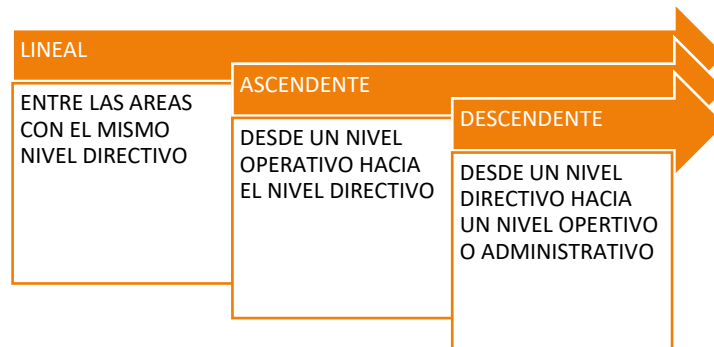 LINEAL
ENTRE LAS AREAS
CON EL MISMO
NIVEL DIRECTIVO
ASCENDENTE
DESDE UN NIVEL
OPERATIVO HACIA
EL NIVEL DIRECTIVO
DESCENDENTE
DESDE UN NIVEL
DIRECTIVO HACIA
UN NIVEL OPERTIVO
O ADMINISTRATIVO